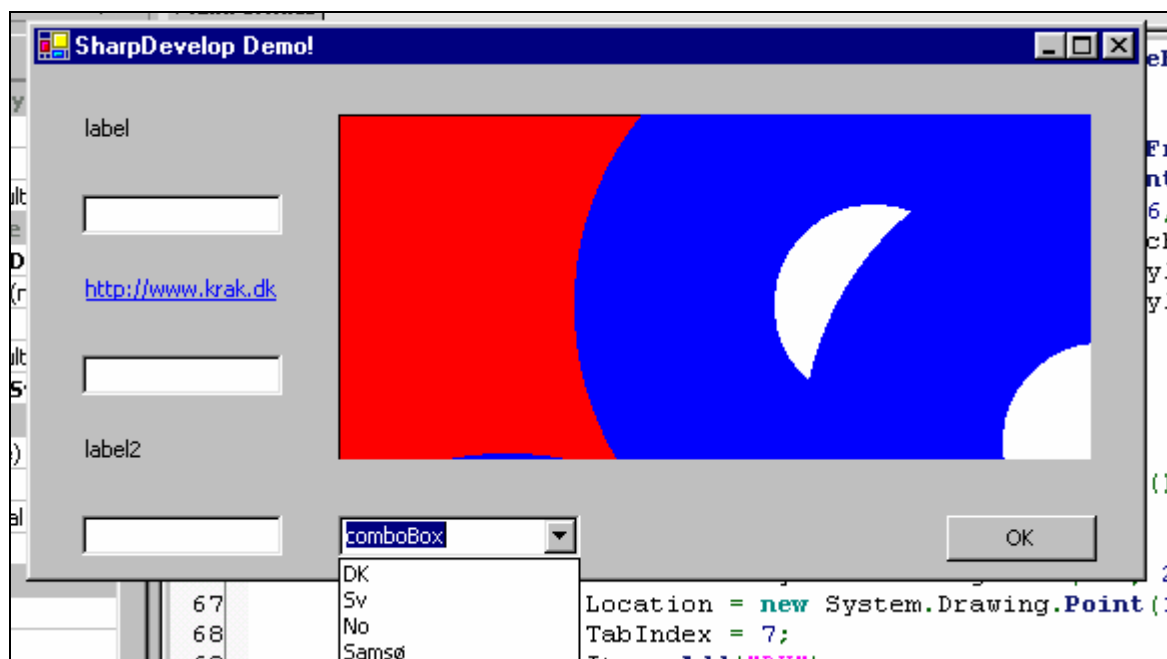 SharpDevelop Demo!
label
http://www.krak.dk
label2
comboBox
OK
DK
Sv
No
Samsø
67
Location = new System.Drawing.Point(
68
TabIndex = 7;